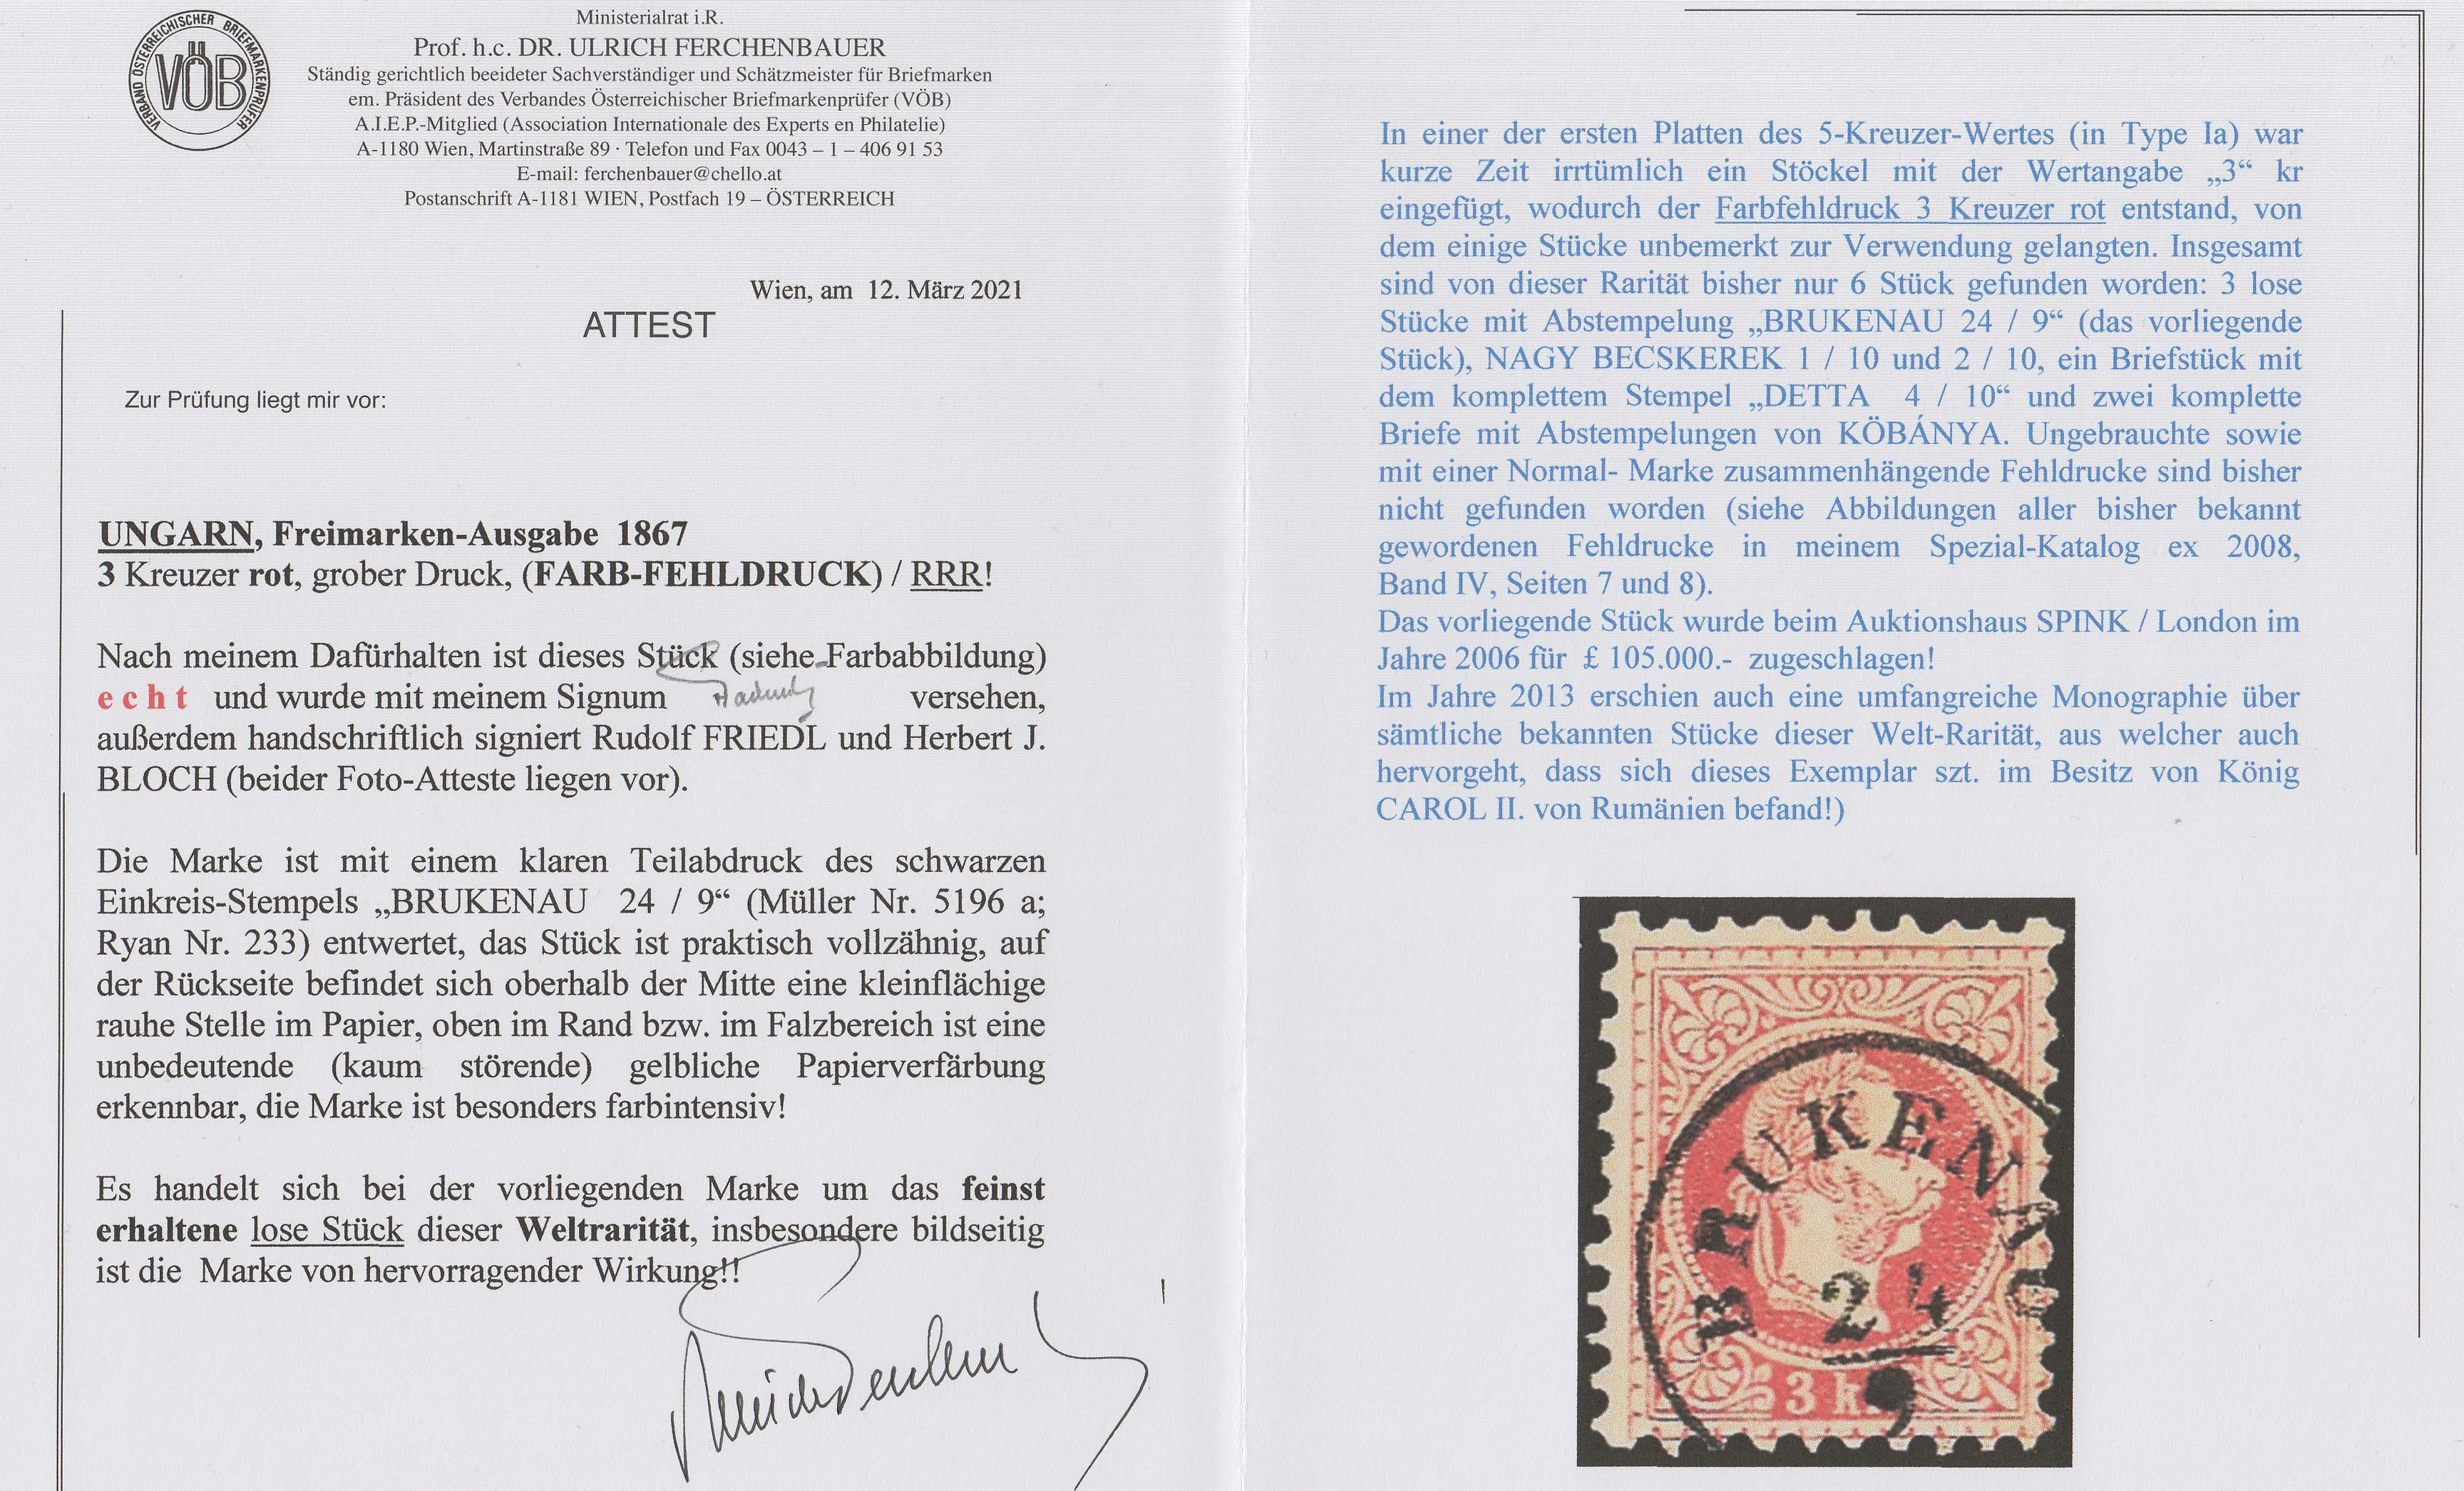 VERBAND ÖSTERREICHISCHER BRIEFMARKENPRÜFER
VÖB
Ministerialrat i.R.
Prof. h.c. DR. ULRICH FERCHENBAUER
Ständig gerichtlich beeideter Sachverständiger und Schätzmeister für Briefmarken
em. Präsident des Verbandes Österreichischer Briefmarkenprüfer (VÖB)
A.I.E.P.-Mitglied (Association Internationale des Experts en Philatelie)
A-1180 Wien, Martinstraße 89 · Telefon und Fax 0043 – 1 – 406 91 53
E-mail: ferchenbauer@chello.at
Postanschrift A-1181 WIEN, Postfach 19 – ÖSTERREICH
Wien, am 12. März 2021
ATTEST
Zur Prüfung liegt mir vor:
UNGARN, Freimarken-Ausgabe 1867
3 Kreuzer rot, grober Druck, (FARB-FEHLDRUCK) / RRR!
Nach meinem Dafürhalten ist dieses Stück (siehe Farbabbildung)
echt und wurde mit meinem Signum versehen,
außerdem handschriftlich signiert Rudolf FRIEDL und Herbert J.
BLOCH (beider Foto-Atteste liegen vor).
Die Marke ist mit einem klaren Teilabdruck des schwarzen
Einkreis-Stempels „BRUKENAU 24 / 9“ (Müller Nr. 5196 a;
Ryan Nr. 233) entwertet, das Stück ist praktisch vollzähnig, auf
der Rückseite befindet sich oberhalb der Mitte eine kleinflächige
rauhe Stelle im Papier, oben im Rand bzw. im Falzbereich ist eine
unbedeutende (kaum störende) gelbliche Papierverfärbung
erkennbar, die Marke ist besonders farbintensiv!
Es handelt sich bei der vorliegenden Marke um das feinst
erhaltene lose Stück dieser Weltrarität, insbesondere bildseitig
ist die Marke von hervorragender Wirkung!!
In einer der ersten Platten des 5-Kreuzer-Wertes (in Type Ia) war
kurze Zeit irrtümlich ein Stöckel mit der Wertangabe „3“ kr
eingefügt, wodurch der Farbfehldruck 3 Kreuzer rot entstand, von
dem einige Stücke unbemerkt zur Verwendung gelangten. Insgesamt
sind von dieser Rarität bisher nur 6 Stück gefunden worden: 3 lose
Stücke mit Abstempelung „BRUKENAU 24 / 9“ (das vorliegende
Stück), NAGY BECSKEREK 1 / 10 und 2 / 10, ein Briefstück mit
dem komplettem Stempel „DETTA 4 / 10“ und zwei komplette
Briefe mit Abstempelungen von KÖBÁNYA. Ungebrauchte sowie
mit einer Normal- Marke zusammenhängende Fehldrucke sind bisher
nicht gefunden worden (siehe Abbildungen aller bisher bekannt
gewordenen Fehldrucke in meinem Spezial-Katalog ex 2008,
Band IV, Seiten 7 und 8).
Das vorliegende Stück wurde beim Auktionshaus SPINK / London im
Jahre 2006 für £ 105.000.- zugeschlagen!
Im Jahre 2013 erschien auch eine umfangreiche Monographie über
sämtliche bekannten Stücke dieser Welt-Rarität, aus welcher auch
hervorgeht, dass sich dieses Exemplar szt. im Besitz von König
CAROL II. von Rumänien befand!)
BRUKENAU
24
9
3 kr